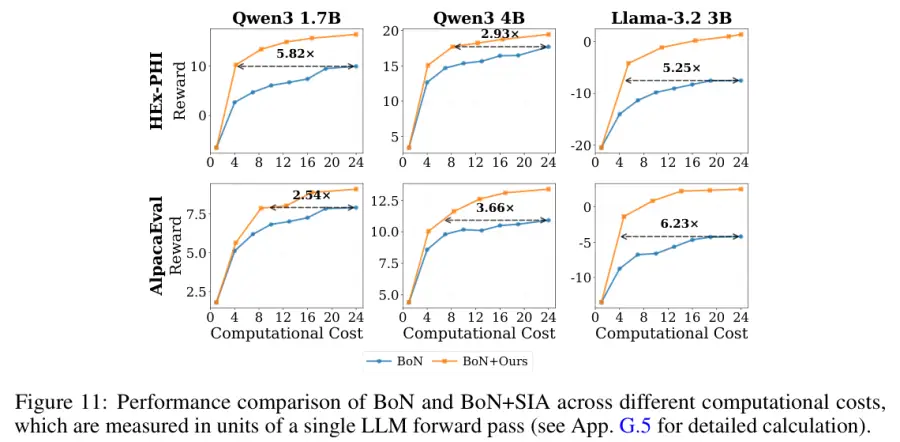 Qwen3 1.7B Qwen3 4B Llama-3.2 3B
HEx-PHI
Reward
10
0
5.82×
0 4 8 12 16 20 24
20
15
10
5
2.93×
0 4 8 12 16 20 24
0
-10
-20
5.25×
0 4 8 12 16 20 24
AlpacaEval
Reward
7.5
5.0
2.5
2.54×
0 4 8 12 16 20 24
Computational Cost
12.5
10.0
7.5
5.0
3.66×
0 4 8 12 16 20 24
Computational Cost
0
-5
-10
6.23×
0 4 8 12 16 20 24
Computational Cost
BoN BoN+Ours
Figure 11: Performance comparison of BoN and BoN+SIA across different computational costs,
which are measured in units of a single LLM forward pass (see App. G.5 for detailed calculation).